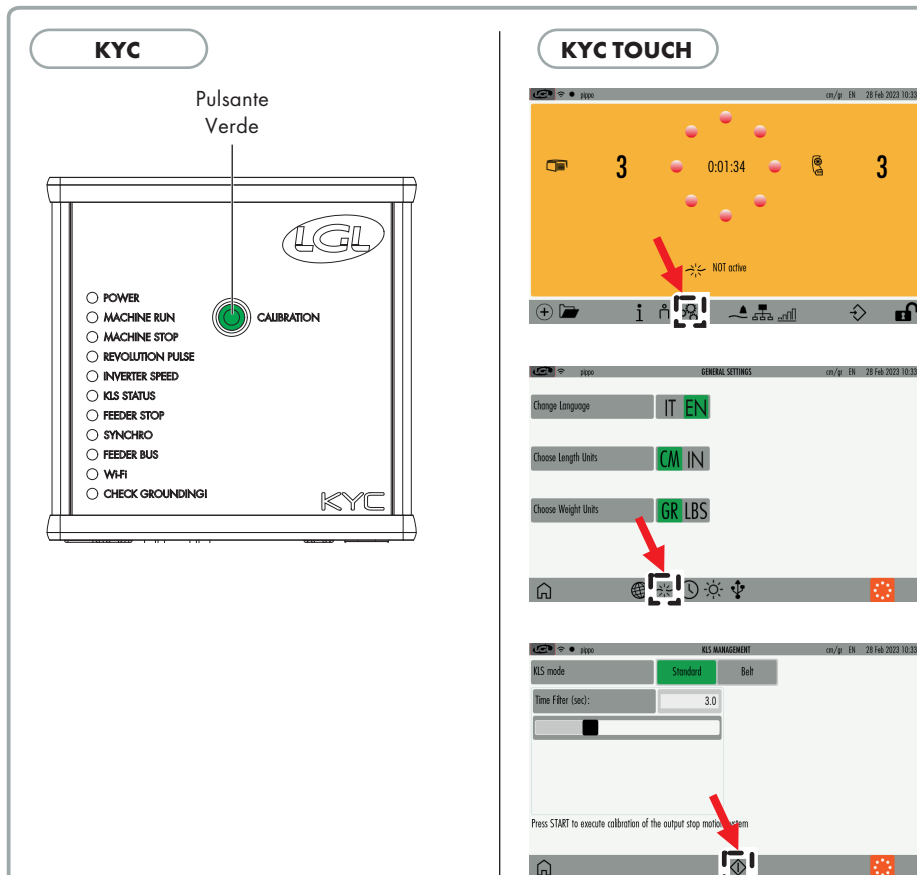 KYC
Pulsante
Verde
LGL
POWER
MACHINE RUN
MACHINE STOP
REVOLUTION PULSE
INVERTER SPEED
KLS STATUS
FEEDER STOP
SYNCHRO
FEEDER BUS
Wi-Fi
CHECK GROUNDING!
CALIBRATION
KYC
KYC TOUCH
LGL pippo cm/gr EN 28 Feb 2023 10:33
3 0:01:34 3
NOT active
LGL pippo GENERAL SETTINGS cm/gr EN 28 Feb 2023 10:33
Change Language IT EN
Choose Length Units CM IN
Choose Weight Units GR LBS
LGL pippo KLS MANAGEMENT cm/gr EN 28 Feb 2023 10:33
KLS mode Standard Belt
Time Filter (sec): 3.0
Press START to execute calibration of the output stop motion system